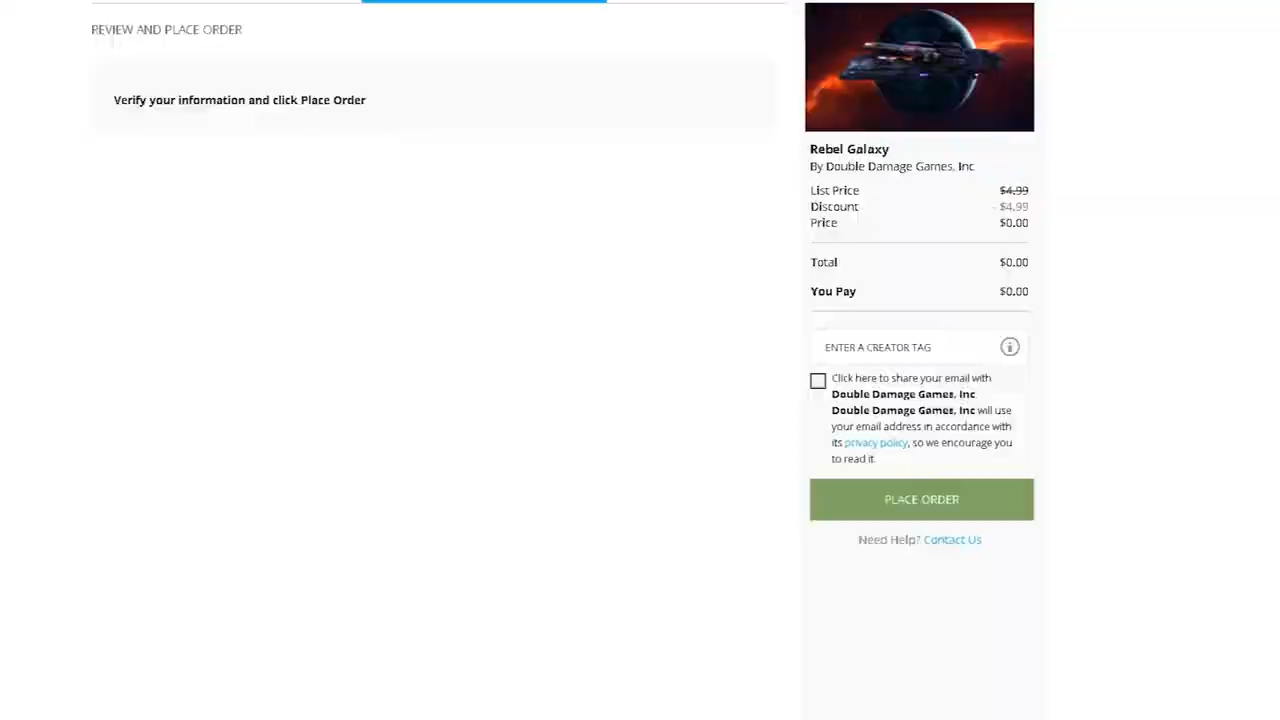 REVIEW AND PLACE ORDER
Verify your information and click Place Order
Rebel Galaxy
By Double Damage Games, Inc
List Price $4.99
Discount - $4.99
Price $0.00
Total $0.00
You Pay $0.00
ENTER A CREATOR TAG
Click here to share your email with
Double Damage Games, Inc
Double Damage Games, Inc will use
your email address in accordance with
its privacy policy, so we encourage you
to read it.
PLACE ORDER
Need Help? Contact Us